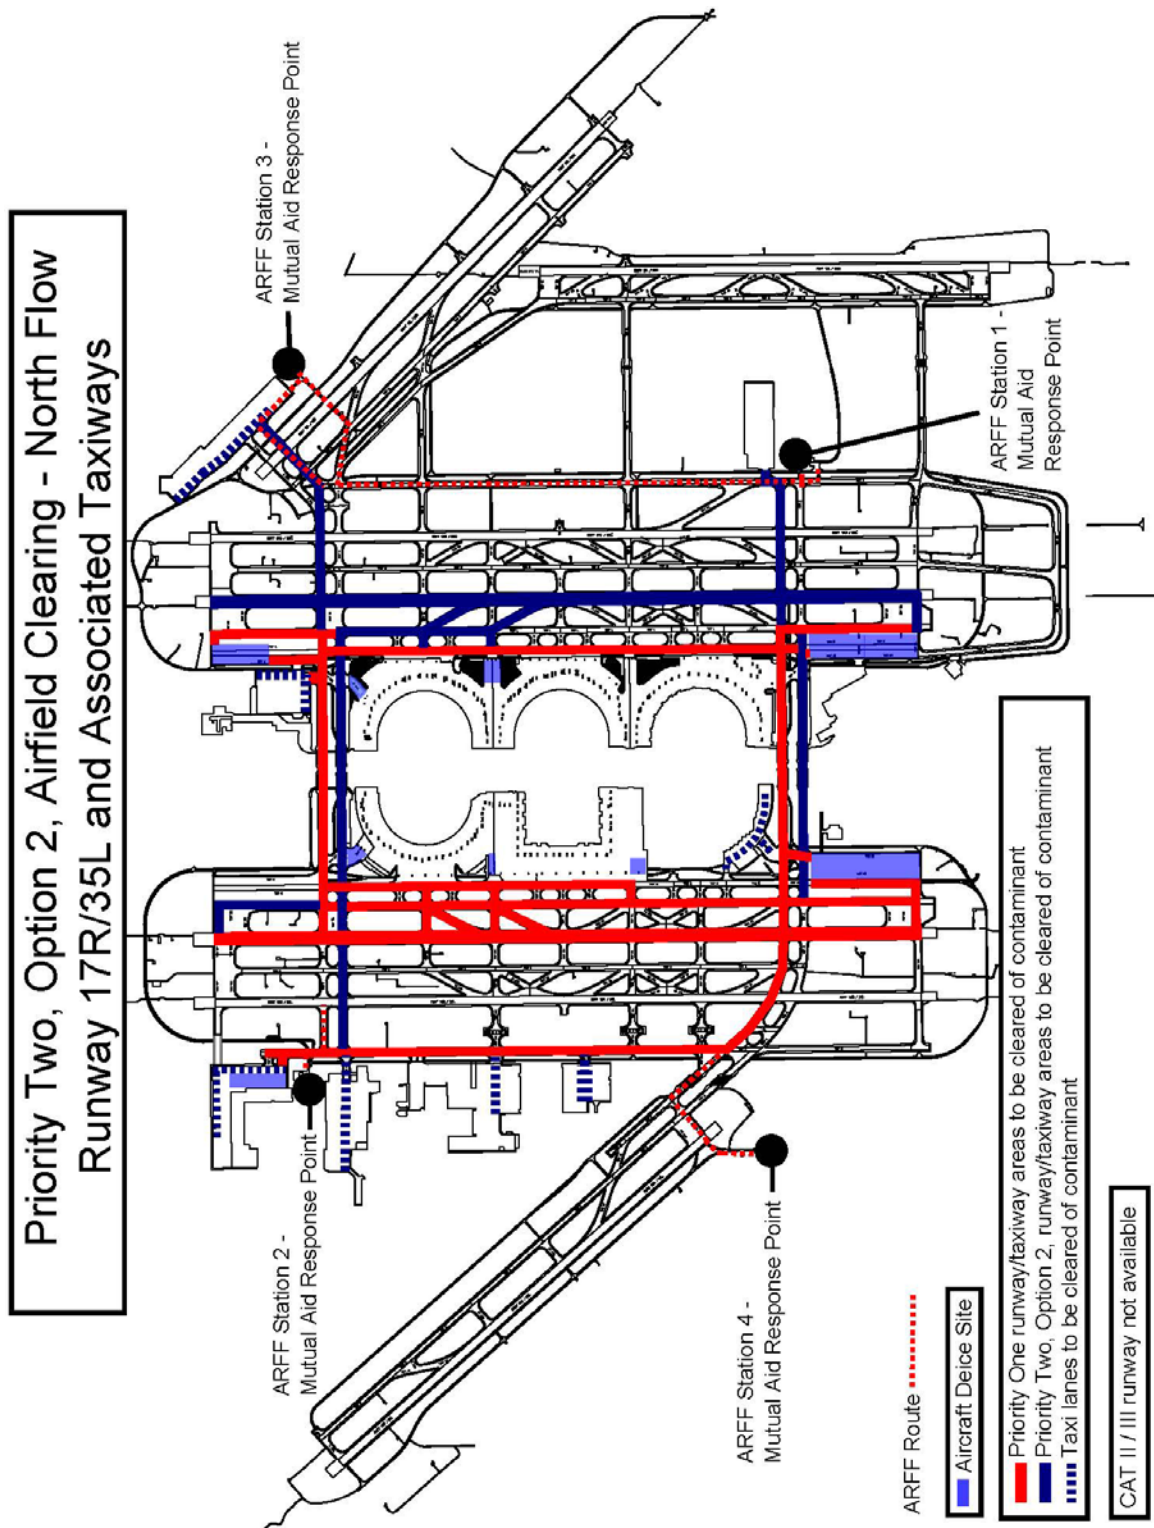 Priority Two, Option 2, Airfield Clearing - North Flow
Runway 17R/35L and Associated Taxiways
ARFF Station 3 -
Mutual Aid Response Point
ARFF Station 2 -
Mutual Aid Response Point
ARFF Station 1 -
Mutual Aid
Response Point
ARFF Station 4 -
Mutual Aid Response Point
ARFF Route
Aircraft Deice Site
Priority One runway/taxiway areas to be cleared of contaminant
Priority Two, Option 2, runway/taxiway areas to be cleared of contaminant
Taxi lanes to be cleared of contaminant
CAT II / III runway not available